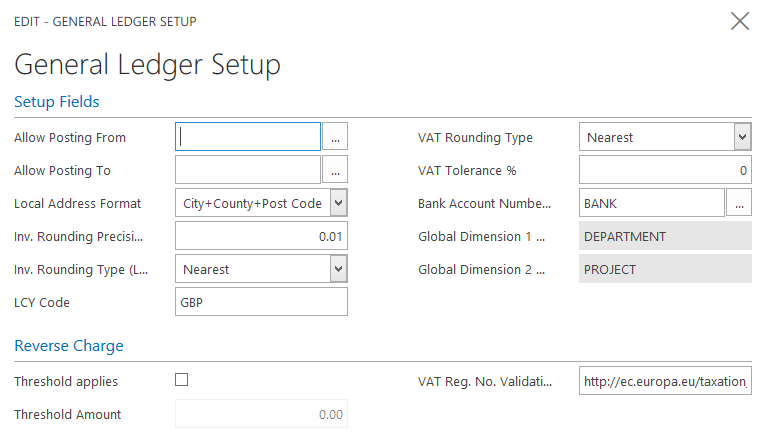 EDIT - GENERAL LEDGER SETUP
General Ledger Setup
Setup Fields
Allow Posting From ...
Allow Posting To ...
Local Address Format City+County+Post Code
Inv. Rounding Precisi... 0.01
Inv. Rounding Type (L... Nearest
LCY Code GBP
VAT Rounding Type Nearest
VAT Tolerance % 0
Bank Account Numbe... BANK ...
Global Dimension 1 ... DEPARTMENT
Global Dimension 2 ... PROJECT
Reverse Charge
Threshold applies
Threshold Amount 0.00
VAT Reg. No. Validati... http://ec.europa.eu/taxation_